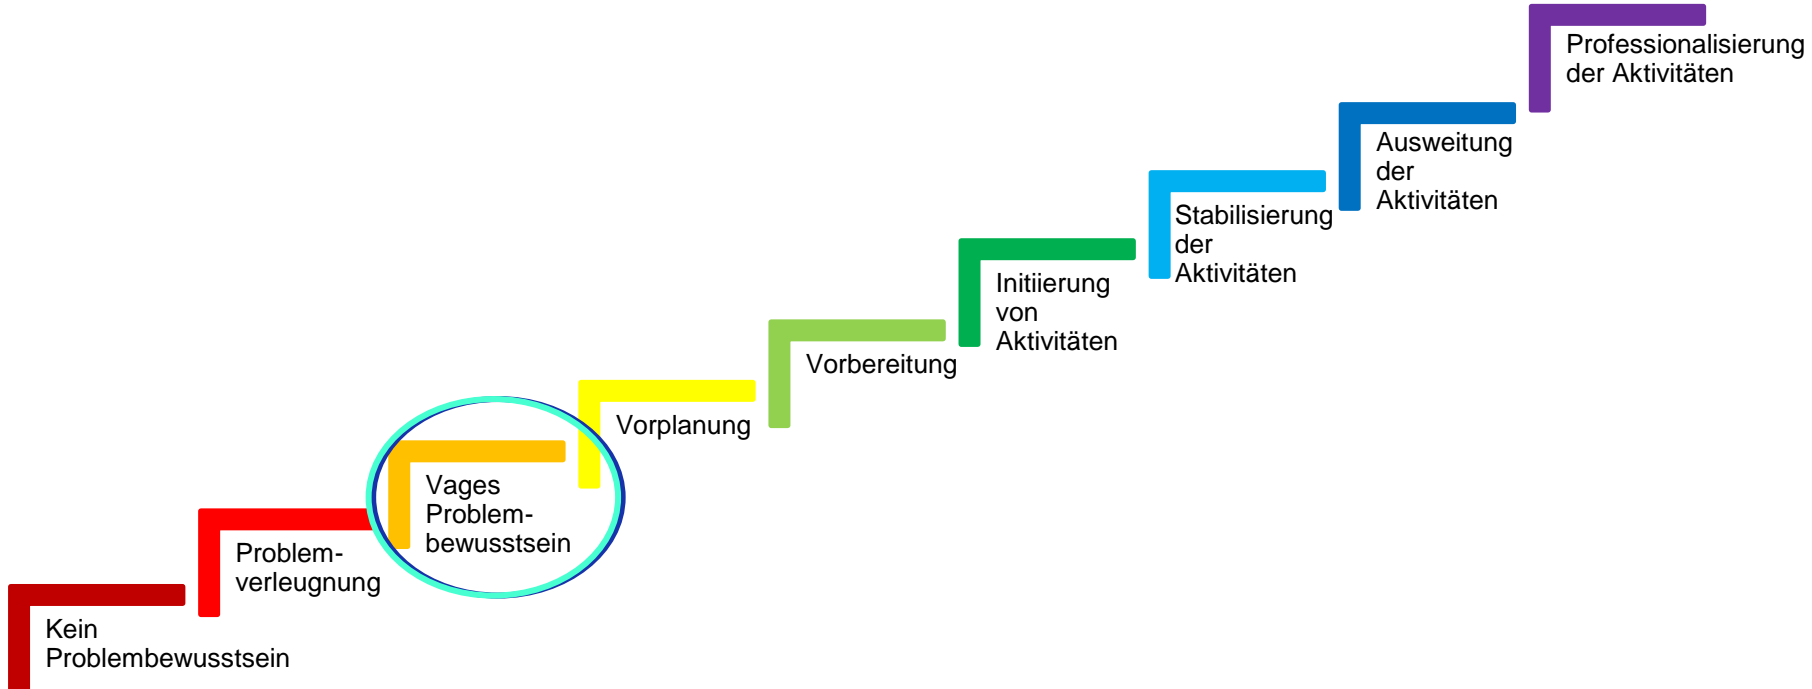 Professionalisierung
der Aktivitäten
Ausweitung
der
Aktivitäten
Stabilisierung
der
Aktivitäten
Initiierung
von
Aktivitäten
Vorbereitung
Vorplanung
Vages
Problem-
bewusstsein
Problem-
verleugnung
Kein
Problembewusstsein